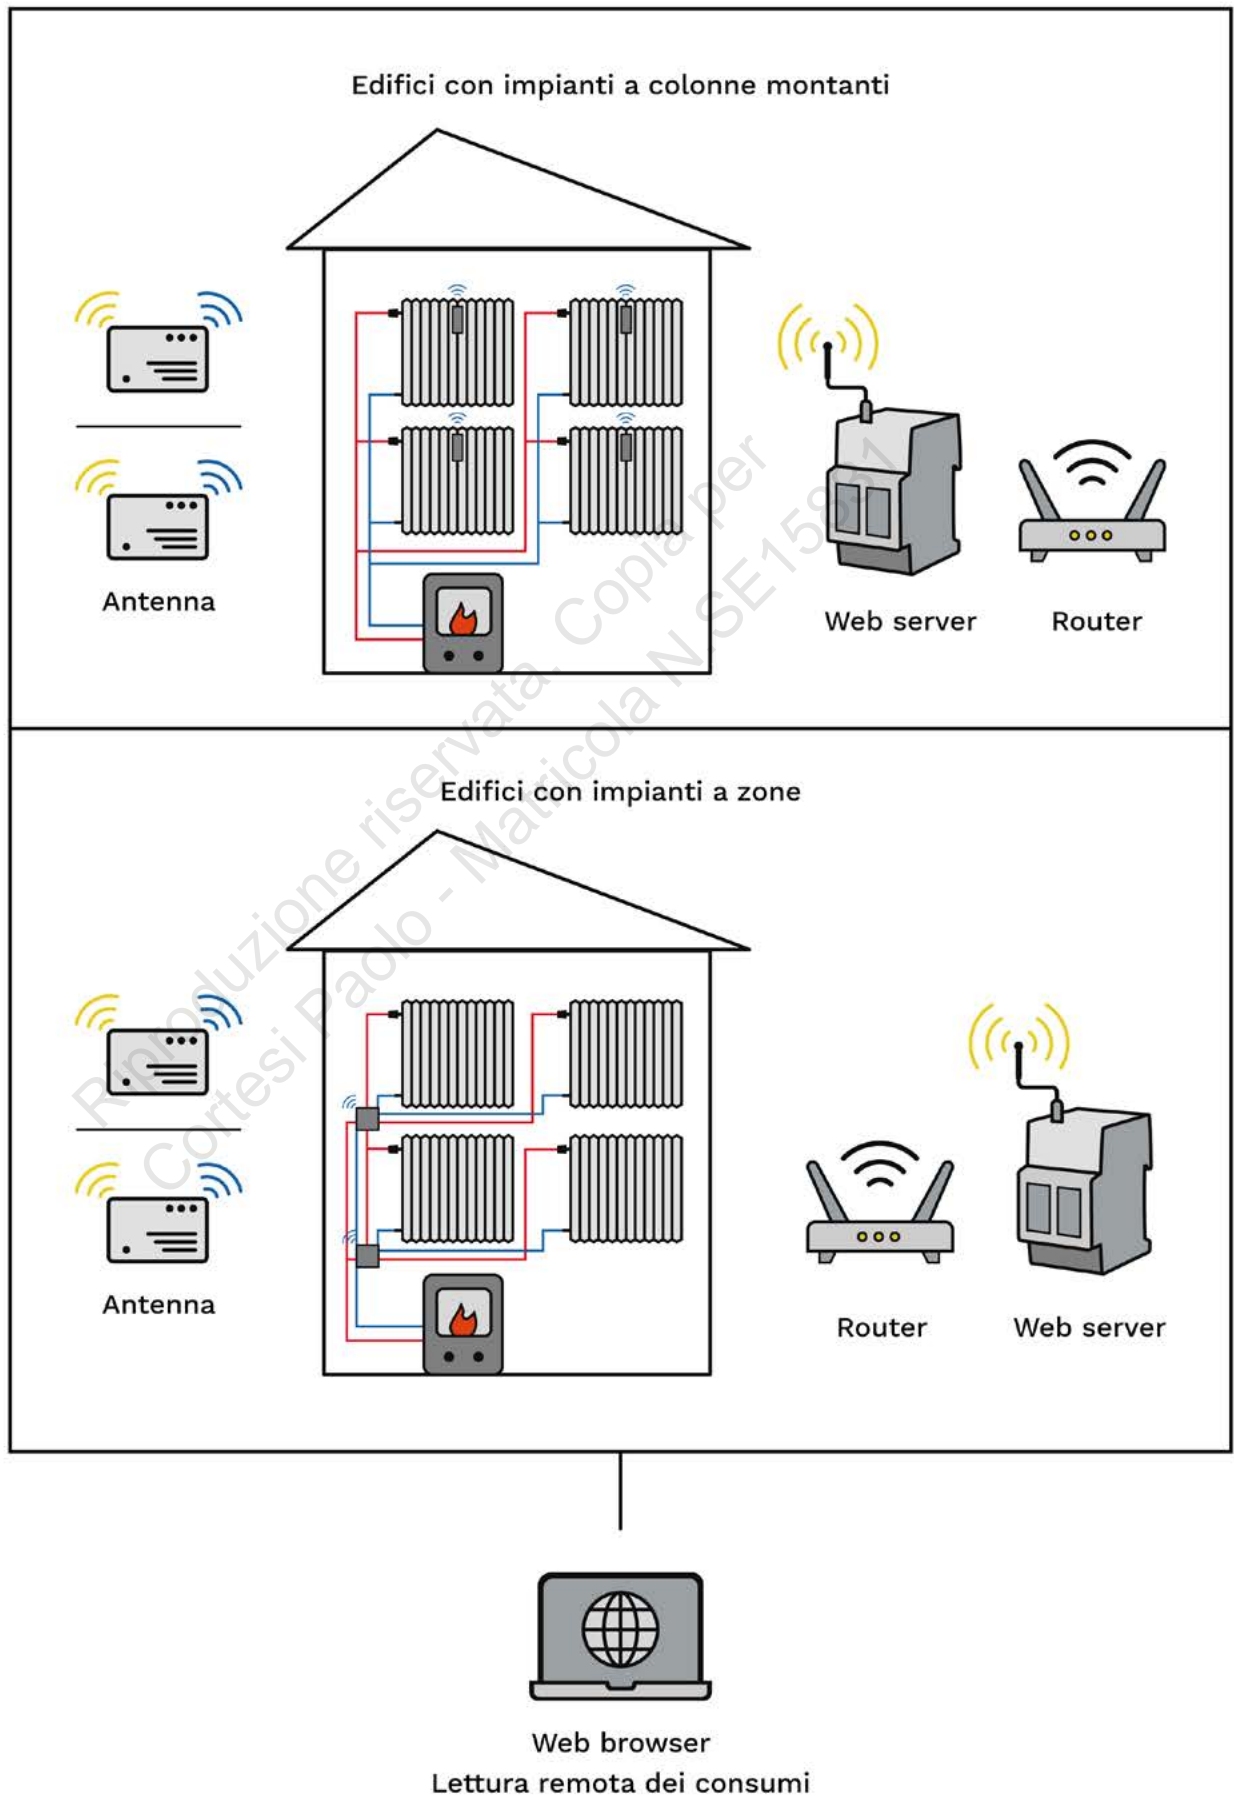 Edifici con impianti a colonne montanti
Antenna
Web server
Router
Riproduzione riservata. Copia per
Cortesi Paolo - Matricola N.SE15831
Edifici con impianti a zone
Antenna
Router
Web server
Web browser
Lettura remota dei consumi